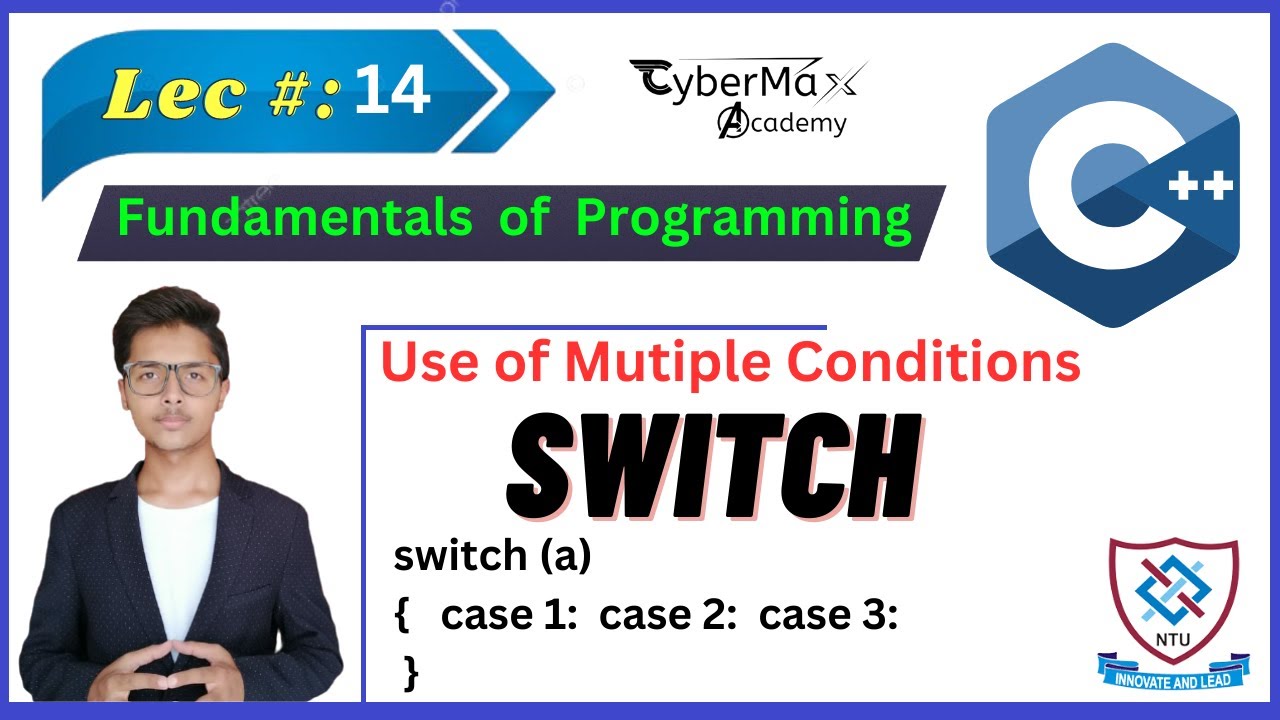 Lec #: 14
CyberMax
Academy
C++
Fundamentals of Programming
Use of Mutiple Conditions
SWITCH
switch (a)
{ case 1: case 2: case 3:
}
NTU
INNOVATE AND LEAD